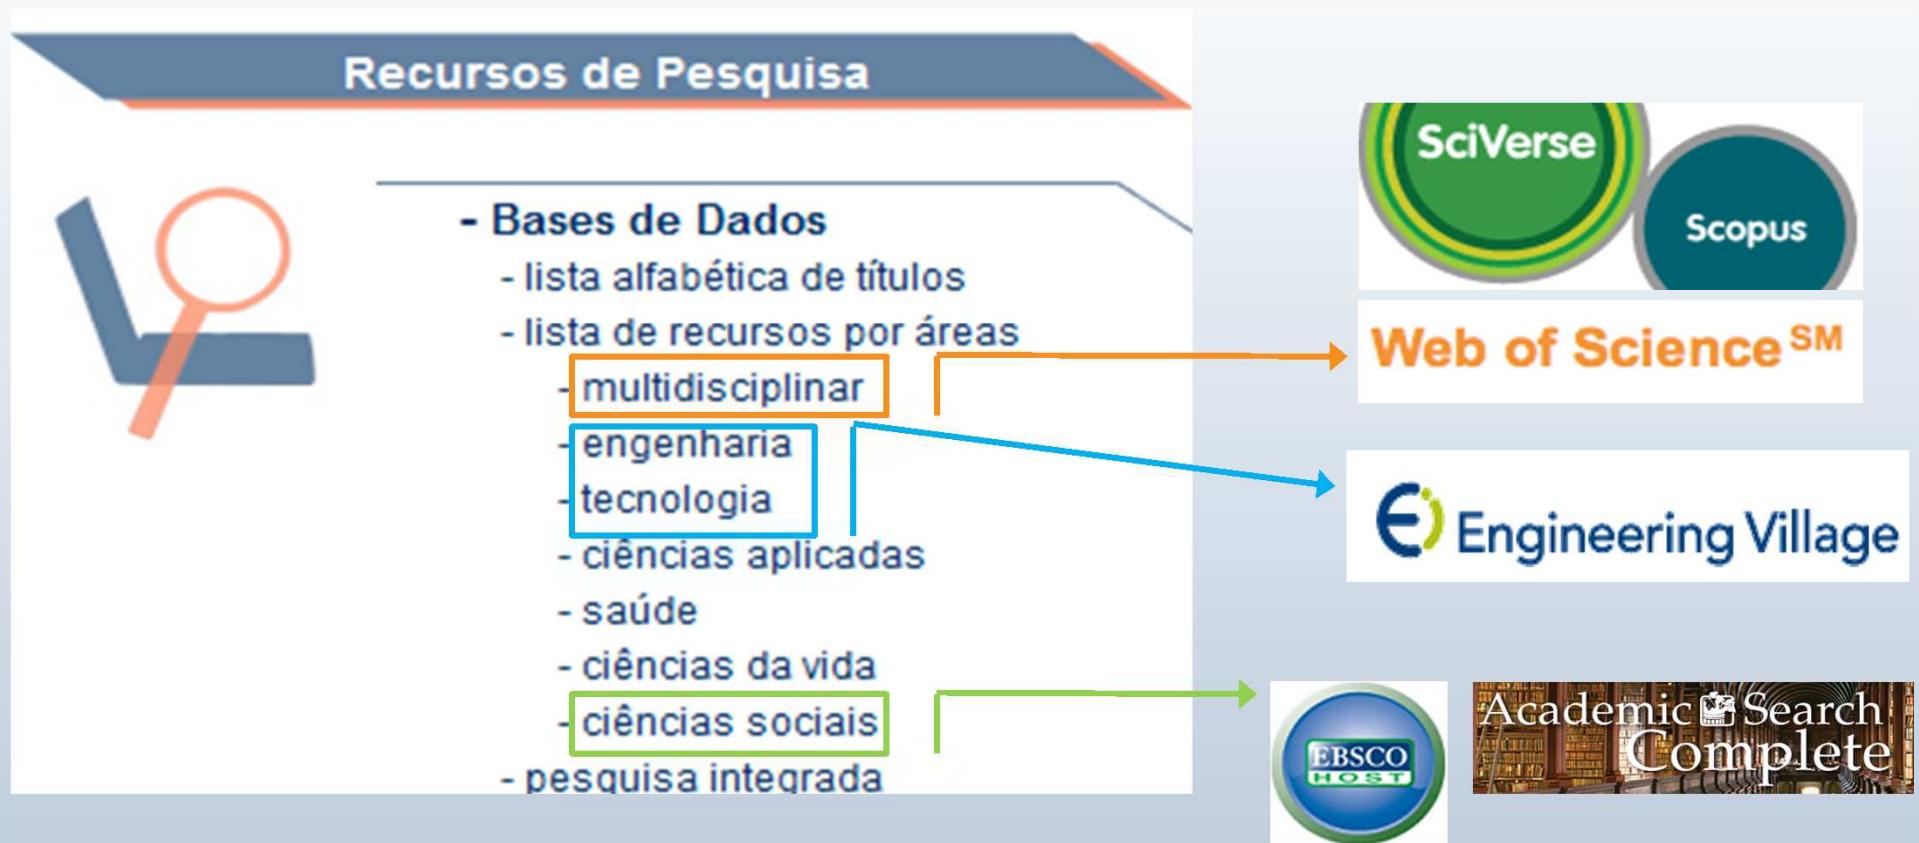 Recursos de Pesquisa
- Bases de Dados
- lista alfabética de títulos
- lista de recursos por áreas
- multidisciplinar
- engenharia
- tecnologia
- ciências aplicadas
- saúde
- ciências da vida
- ciências sociais
- pesquisa integrada
SciVerse
Scopus
Web of Science SM
Ei Engineering Village
EBSCO
HOST
Academic Search
Complete